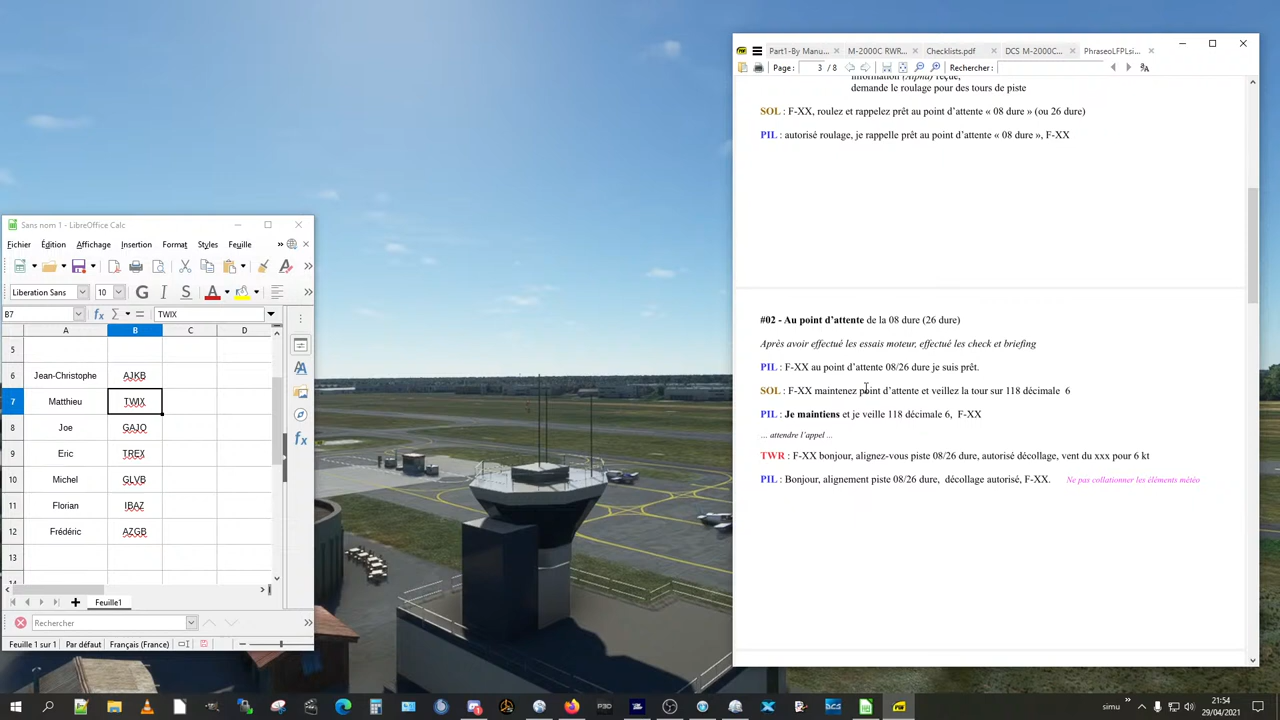 Sans nom 1 - LibreOffice Calc
Fichier Édition Affichage Insertion Format Styles Feuille »
Liberation Sans 10 G I S A »
B7 TWIX
A B C D
5
6 Jean-Christophe AJKB
7 Matthieu TWIX
8 Joe GAJO
9 Eric TREX
10 Michel GLVB
11 Florian IBAZ
12 Frédéric AZGB
13
Feuille1
Rechercher
Feuille 1 sur 1 Par défaut Français (France)
Part1-By Manu... M-2000C RWR... Checklists.pdf DCS M-2000C... PhraseoLFPLsi...
Page : 3 / 8 Rechercher :
information (Alpha) reçue,
demande le roulage pour des tours de piste
SOL : F-XX, roulez et rappelez prêt au point d’attente « 08 dure » (ou 26 dure)
PIL : autorisé roulage, je rappelle prêt au point d’attente « 08 dure », F-XX
#02 - Au point d’attente de la 08 dure (26 dure)
Après avoir effectué les essais moteur, effectué les check et briefing
PIL : F-XX au point d’attente 08/26 dure je suis prêt.
SOL : F-XX maintenez point d’attente et veillez la tour sur 118 décimale 6
PIL : Je maintiens et je veille 118 décimale 6, F-XX
... attendre l’appel ...
TWR : F-XX bonjour, alignez-vous piste 08/26 dure, autorisé décollage, vent du xxx pour 6 kt
PIL : Bonjour, alignement piste 08/26 dure, décollage autorisé, F-XX. Ne pas collationner les éléments météo
P3D simu » 21:54
29/04/2021